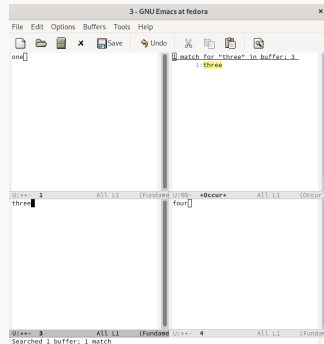 3 - GNU Emacs at fedora
File Edit Options Buffers Tools Help
Save Undo
one
1 match for "three" in buffer: 3
1:three
U:**- 1 All L1 (Fundame
U:%%- *Occur* All L1 (Occur
three
four
U:**- 3 All L1 (Fundame
U:**- 4 All L1 (Fundam
Searched 1 buffer; 1 match